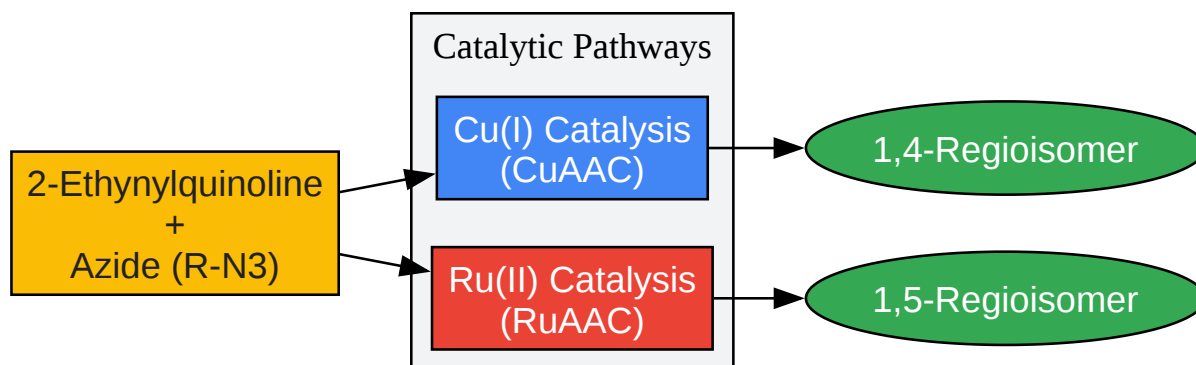 Catalytic Pathways
2-Ethynylquinoline
+
Azide (R-N3)
Cu(I) Catalysis
(CuAAC)
1,4-Regioisomer
Ru(II) Catalysis
(RuAAC)
1,5-Regioisomer